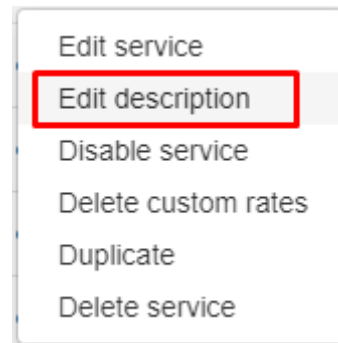 Edit service
Edit description
Disable service
Delete custom rates
Duplicate
Delete service